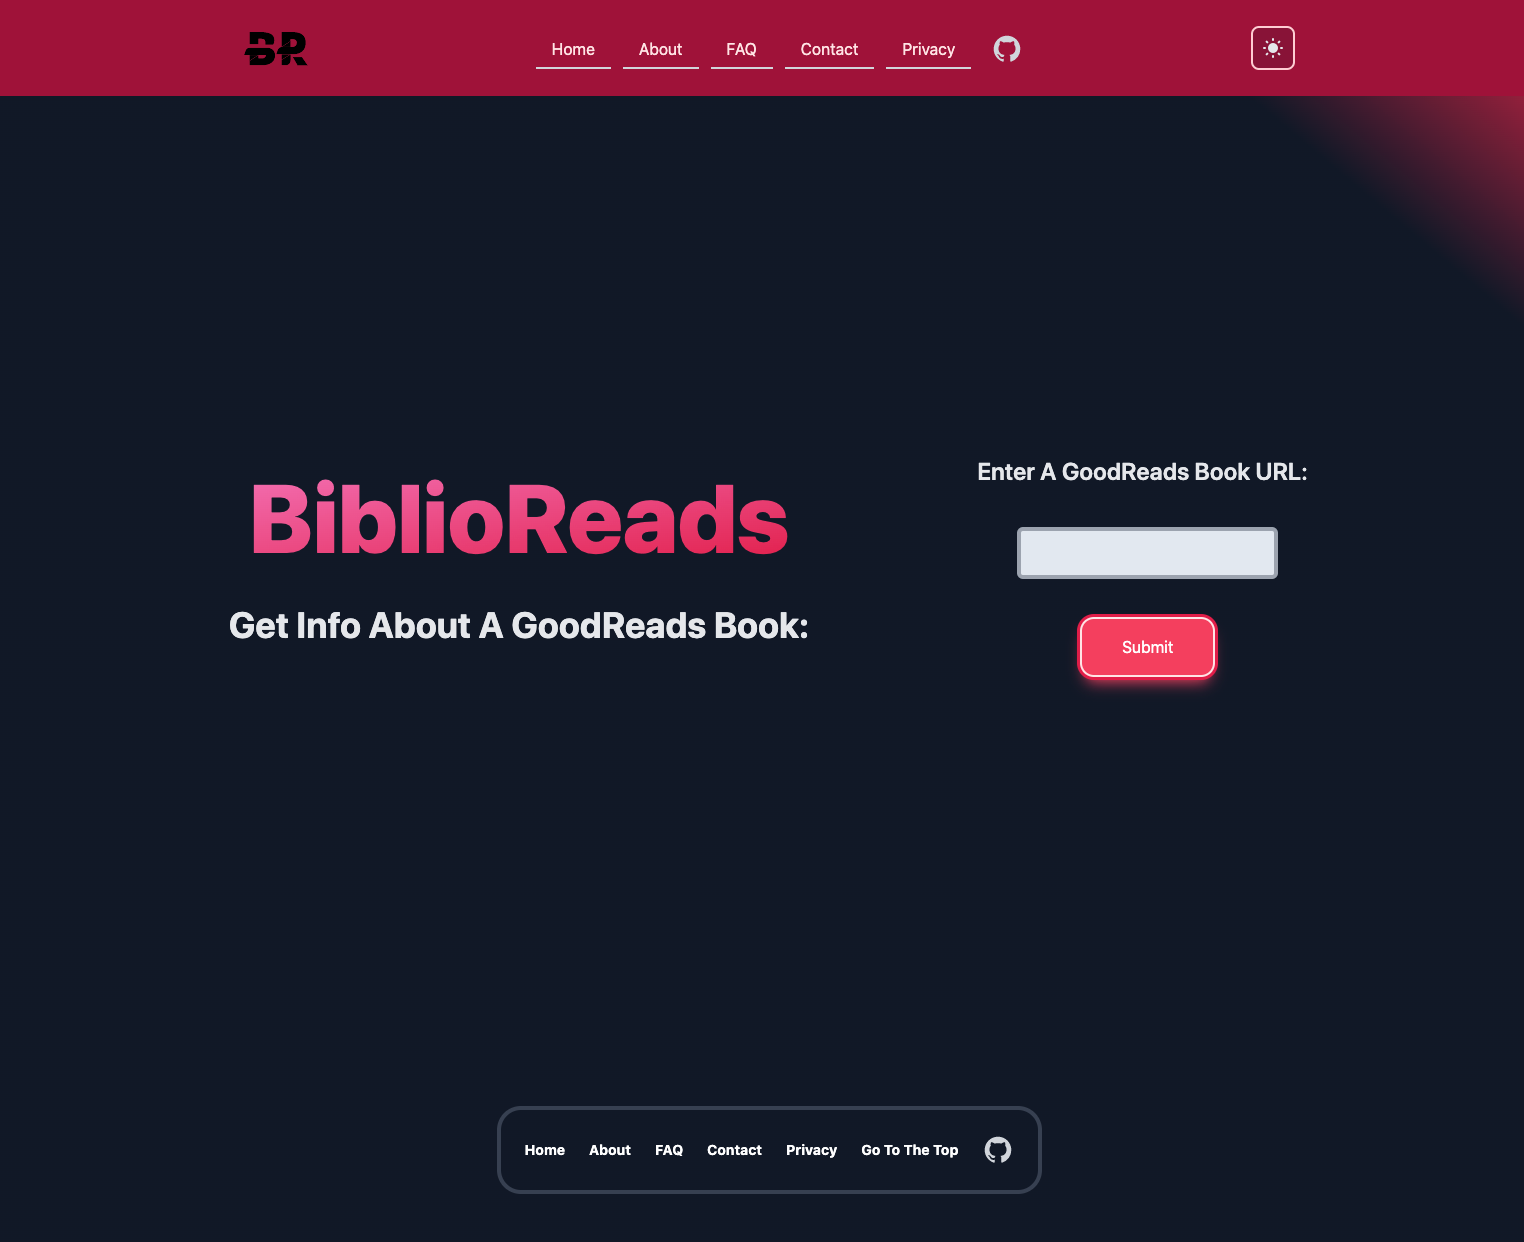 BR
Home About FAQ Contact Privacy
BiblioReads
Get Info About A GoodReads Book:
Enter A GoodReads Book URL:
Submit
Home About FAQ Contact Privacy Go To The Top